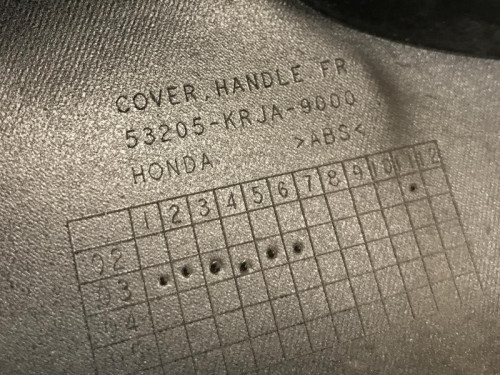 COVER, HANDLE FR
53205-KRJA-9000
HONDA >ABS<
1 2 3 4 5 6 7 8 9 10 11 12
02
03
04